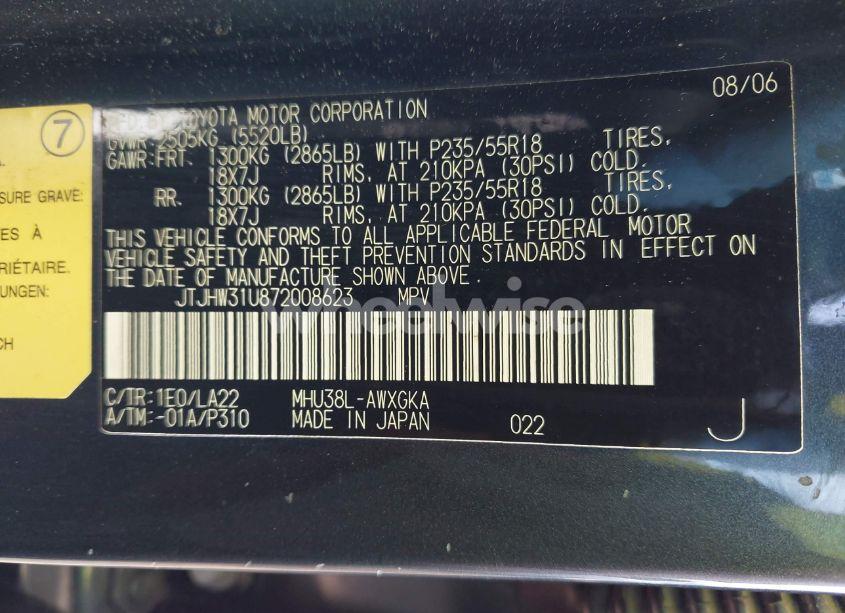 7
A.
SURE GRAVE:
ES À
RIÉTAIRE.
TUNGEN:
CH
08/06
TOYOTA MOTOR CORPORATION
GVWR 2505KG (5520LB)
GAWR:FRT. 1300KG (2865LB) WITH P235/55R18 TIRES,
18X7J RIMS, AT 210KPA (30PSI) COLD.
RR. 1300KG (2865LB) WITH P235/55R18 TIRES,
18X7J RIMS, AT 210KPA (30PSI) COLD.
THIS VEHICLE CONFORMS TO ALL APPLICABLE FEDERAL MOTOR
VEHICLE SAFETY AND THEFT PREVENTION STANDARDS IN EFFECT ON
THE DATE OF MANUFACTURE SHOWN ABOVE.
JTJHW31U872008623 MPV
wheelwise
C/TR:1E0/LA22 MHU38L-AWXGKA
A/TM:-01A/P310 MADE IN JAPAN 022 J